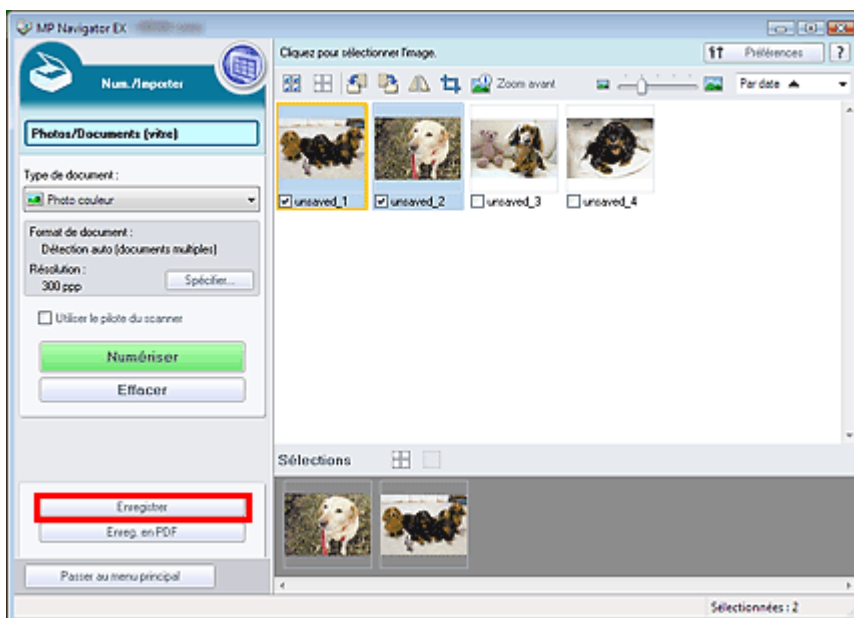 MP Navigator EX
Cliquez pour sélectionner l'image.
Préférences
?
Num./Importer
Zoom avant
Par date
Photos/Documents (vitre)
Type de document :
Photo couleur
unsaved_1
unsaved_2
unsaved_3
unsaved_4
Format de document :
Détection auto (documents multiples)
Résolution :
300 ppp
Spécifier...
Utiliser le pilote du scanner
Numériser
Effacer
Sélections
Enregistrer
Enreg. en PDF
Passer au menu principal
Sélectionnées : 2